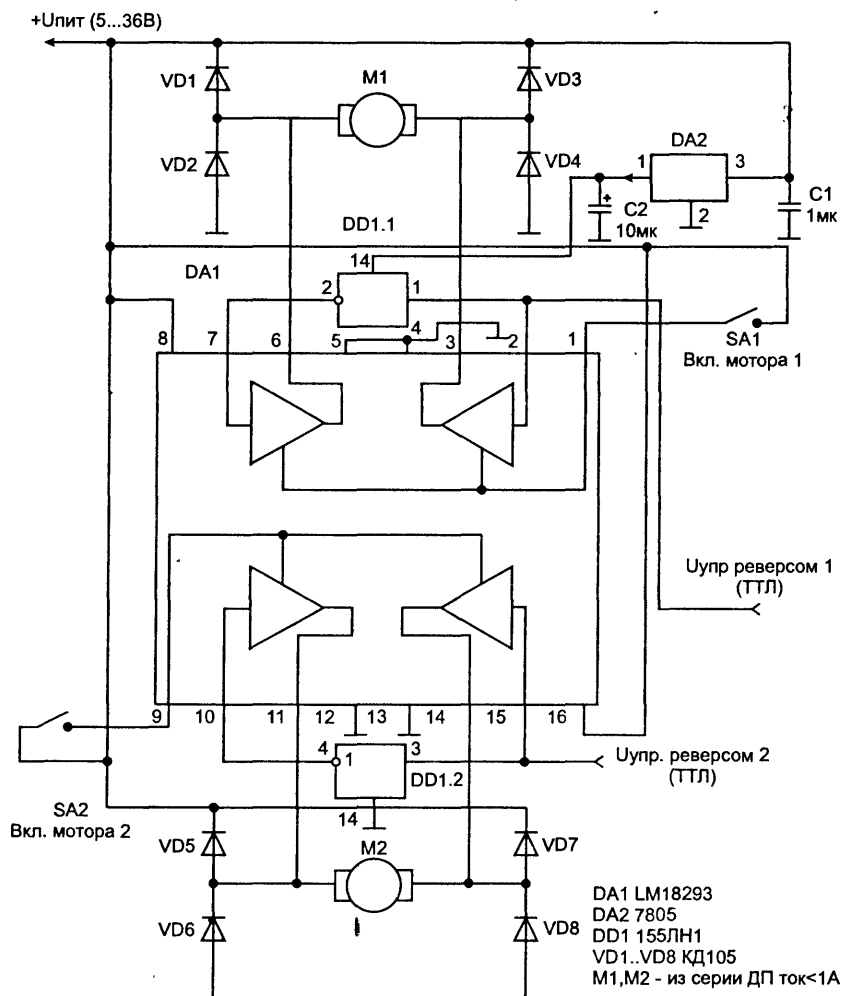 +Uпит (5...36В)
VD1
M1
VD3
DA2
1
3
VD2
VD4
2
C1
1мк
+
C2
10мк
DD1.1
DA1
14
2
1
8
7
6
5
4
3
2
1
SA1
Вкл. мотора 1
Uупр реверсом 1
(ТТЛ)
9
10
11
12
13
14
15
16
4
1
3
DD1.2
Uупр. реверсом 2
(ТТЛ)
14
SA2
Вкл. мотора 2
VD5
M2
VD7
VD6
VD8
DA1 LM18293
DA2 7805
DD1 155ЛН1
VD1..VD8 КД105
M1,M2 - из серии ДП ток<1А